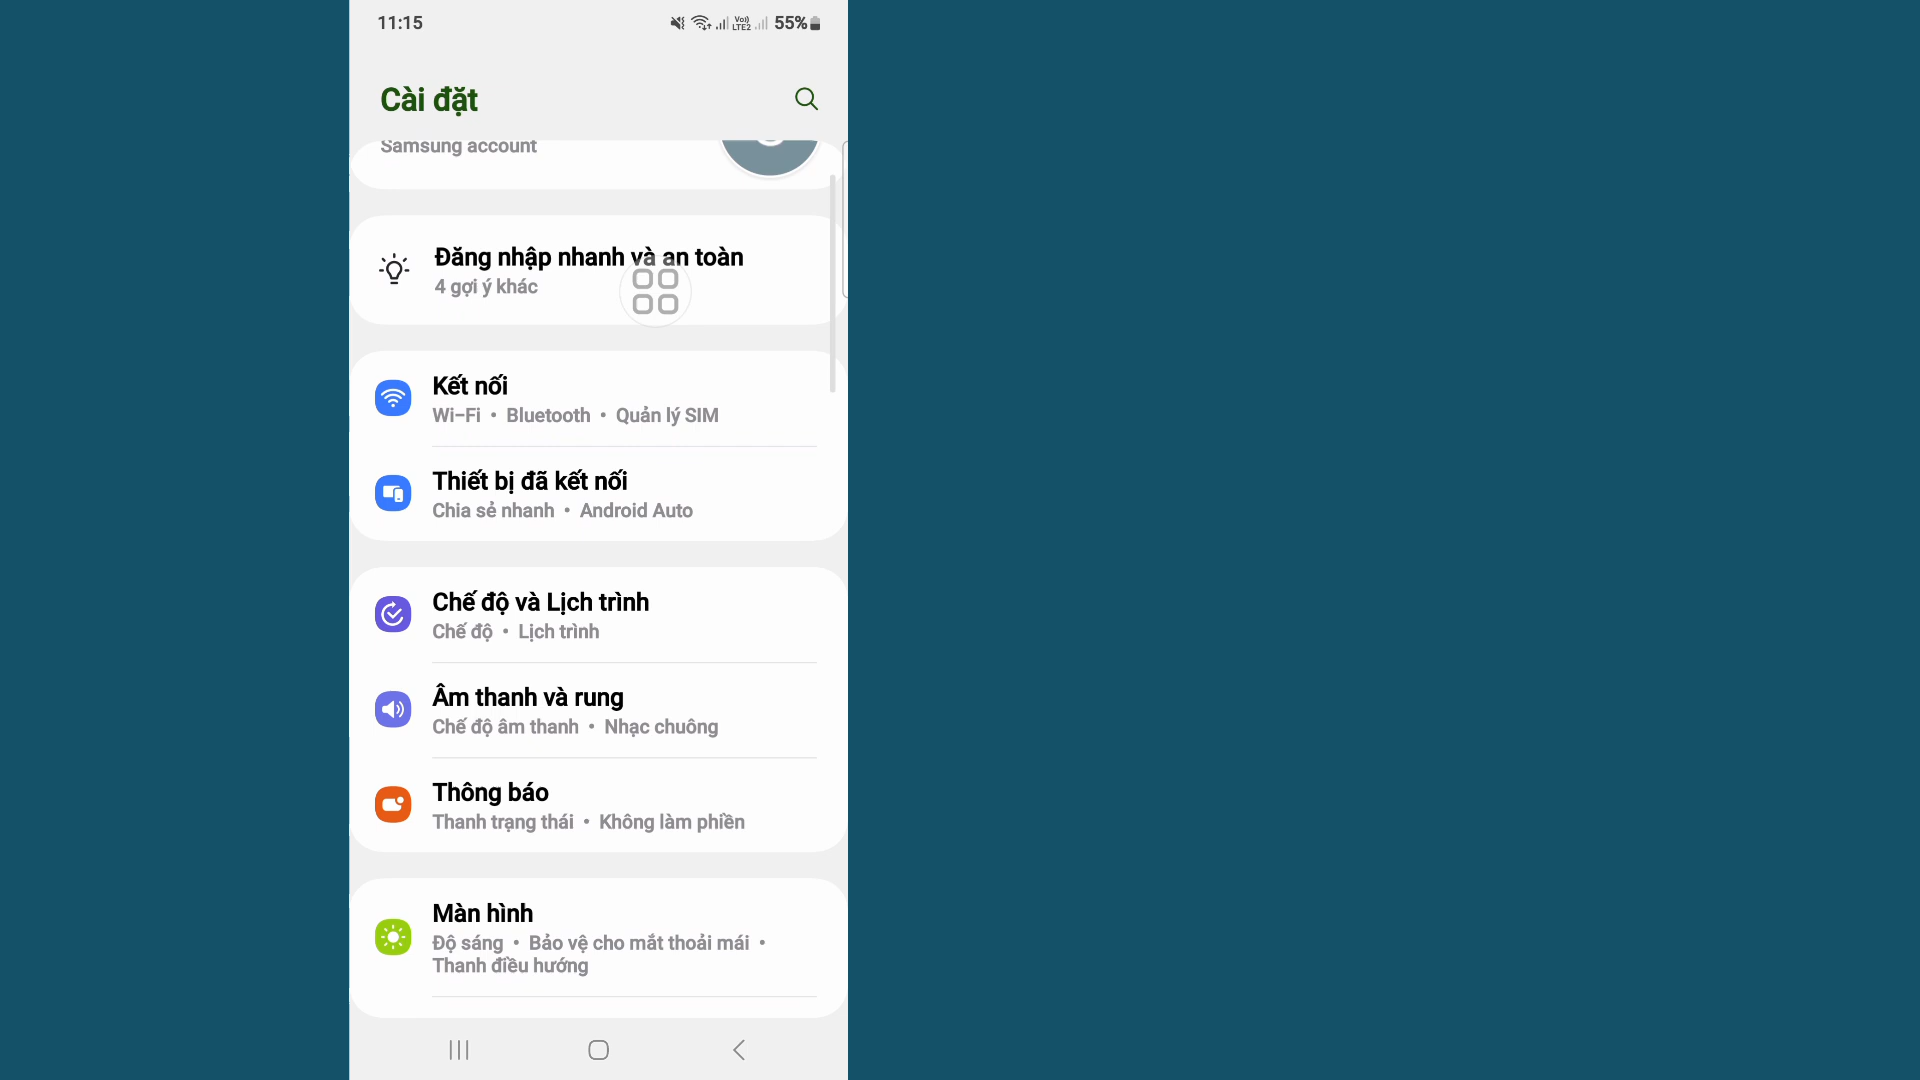 11:15
Vo))
LTE2
55%
Cài đặt
Samsung account
Đăng nhập nhanh và an toàn
4 gợi ý khác
Kết nối
Wi-Fi • Bluetooth • Quản lý SIM
Thiết bị đã kết nối
Chia sẻ nhanh • Android Auto
Chế độ và Lịch trình
Chế độ • Lịch trình
Âm thanh và rung
Chế độ âm thanh • Nhạc chuông
Thông báo
Thanh trạng thái • Không làm phiền
Màn hình
Độ sáng • Bảo vệ cho mắt thoải mái •
Thanh điều hướng